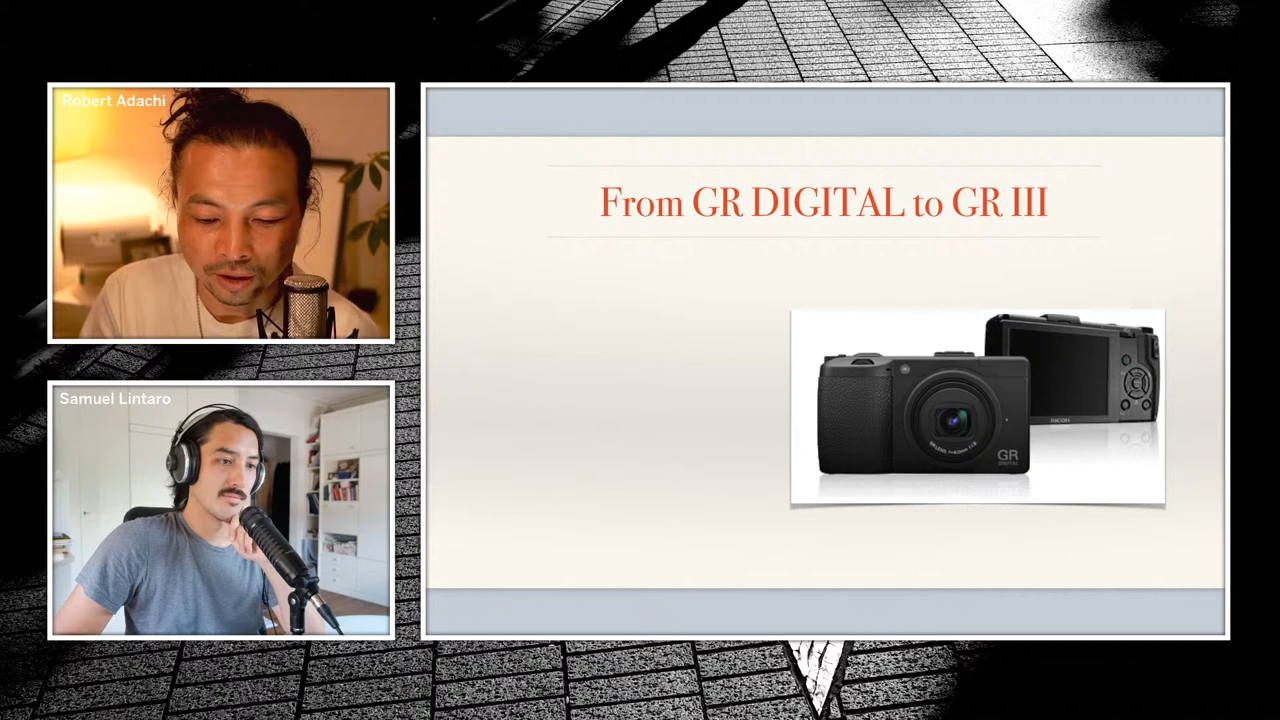 Robert Adachi
Samuel Lintaro
From GR DIGITAL to GR III
RICOH
GR
DIGITAL